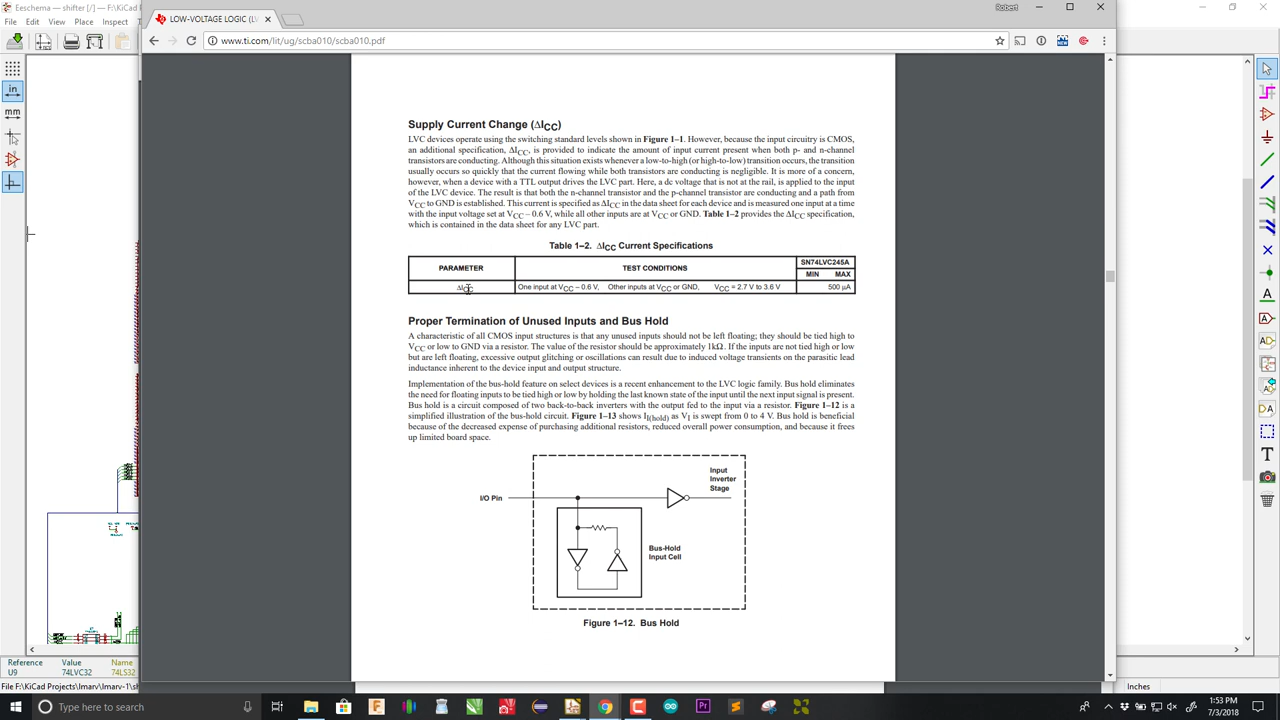 Eeschema — shifter [/] — F:\KiCad
File Edit View Place Inspect
LOW-VOLTAGE LOGIC (LV
Robert
www.ti.com/lit/ug/scba010/scba010.pdf
in
mm
Supply Current Change (ΔICC)
LVC devices operate using the switching standard levels shown in Figure 1–1. However, because the input circuitry is CMOS,
an additional specification, ΔICC, is provided to indicate the amount of input current present when both p- and n-channel
transistors are conducting. Although this situation exists whenever a low-to-high (or high-to-low) transition occurs, the transition
usually occurs so quickly that the current flowing while both transistors are conducting is negligible. It is more of a concern,
however, when a device with a TTL output drives the LVC part. Here, a dc voltage that is not at the rail, is applied to the input
of the LVC device. The result is that both the n-channel transistor and the p-channel transistor are conducting and a path from
VCC to GND is established. This current is specified as ΔICC in the data sheet for each device and is measured one input at a time
with the input voltage set at VCC – 0.6 V, while all other inputs are at VCC or GND. Table 1–2 provides the ΔICC specification,
which is contained in the data sheet for any LVC part.
Table 1–2. ΔICC Current Specifications
PARAMETER TEST CONDITIONS SN74LVC245A
MIN MAX
ΔICC One input at VCC – 0.6 V, Other inputs at VCC or GND, VCC = 2.7 V to 3.6 V 500 µA
Proper Termination of Unused Inputs and Bus Hold
A characteristic of all CMOS input structures is that any unused inputs should not be left floating; they should be tied high to
VCC or low to GND via a resistor. The value of the resistor should be approximately 1kΩ. If the inputs are not tied high or low
but are left floating, excessive output glitching or oscillations can result due to induced voltage transients on the parasitic lead
inductance inherent to the device input and output structure.
Implementation of the bus-hold feature on select devices is a recent enhancement to the LVC logic family. Bus hold eliminates
the need for floating inputs to be tied high or low by holding the last known state of the input until the next input signal is present.
Bus hold is a circuit composed of two back-to-back inverters with the output fed to the input via a resistor. Figure 1–12 is a
simplified illustration of the bus-hold circuit. Figure 1–13 shows II(hold) as VI is swept from 0 to 4 V. Bus hold is beneficial
because of the decreased expense of purchasing additional resistors, reduced overall power consumption, and because it frees
up limited board space.
I/O Pin
Input
Inverter
Stage
Bus-Hold
Input Cell
Figure 1–12. Bus Hold
Reference Value Name
U9 74LVC32 74LS32
File F:\KiCad Projects\Imarv\Imarv-1\sh
Inches
Type here to search
1:53 PM
7/3/2018